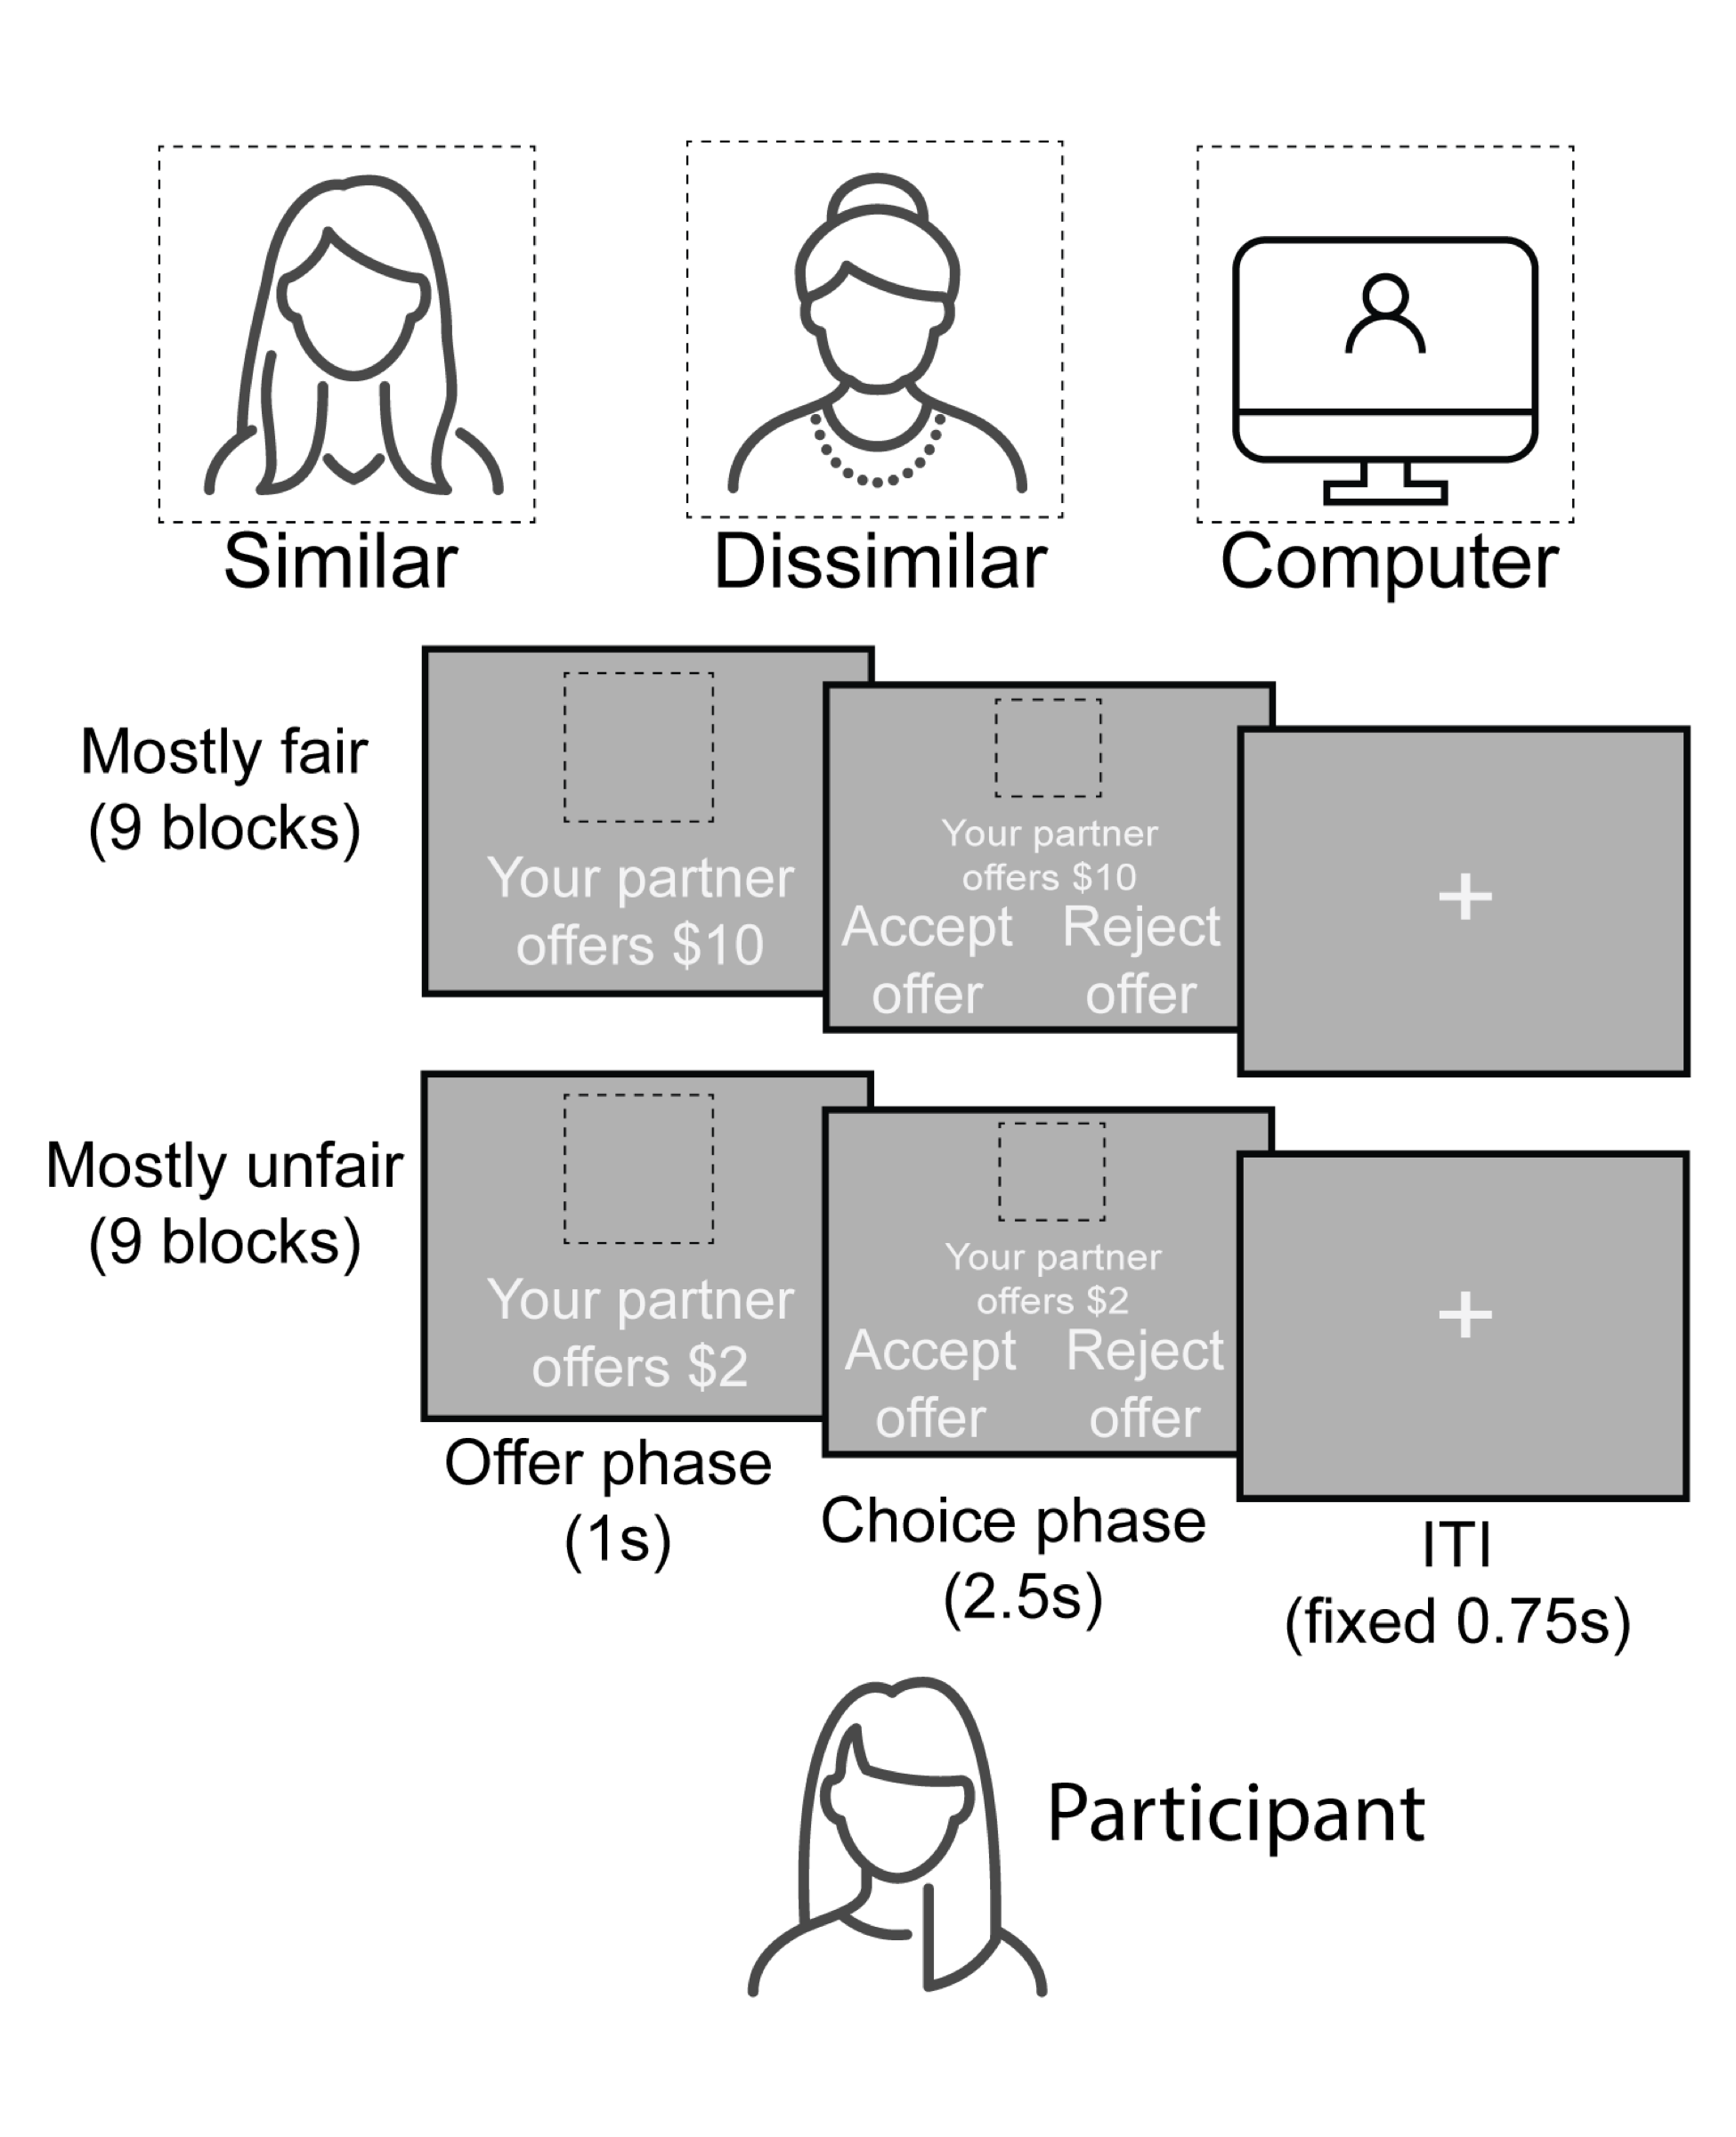 Similar
Dissimilar
Computer
Mostly fair
(9 blocks)
Your partner
offers $10
Your partner
offers $10
Accept Reject
offer offer
+
Mostly unfair
(9 blocks)
Your partner
offers $2
Your partner
offers $2
Accept Reject
offer offer
+
Offer phase
(1s)
Choice phase
(2.5s)
ITI
(fixed 0.75s)
Participant